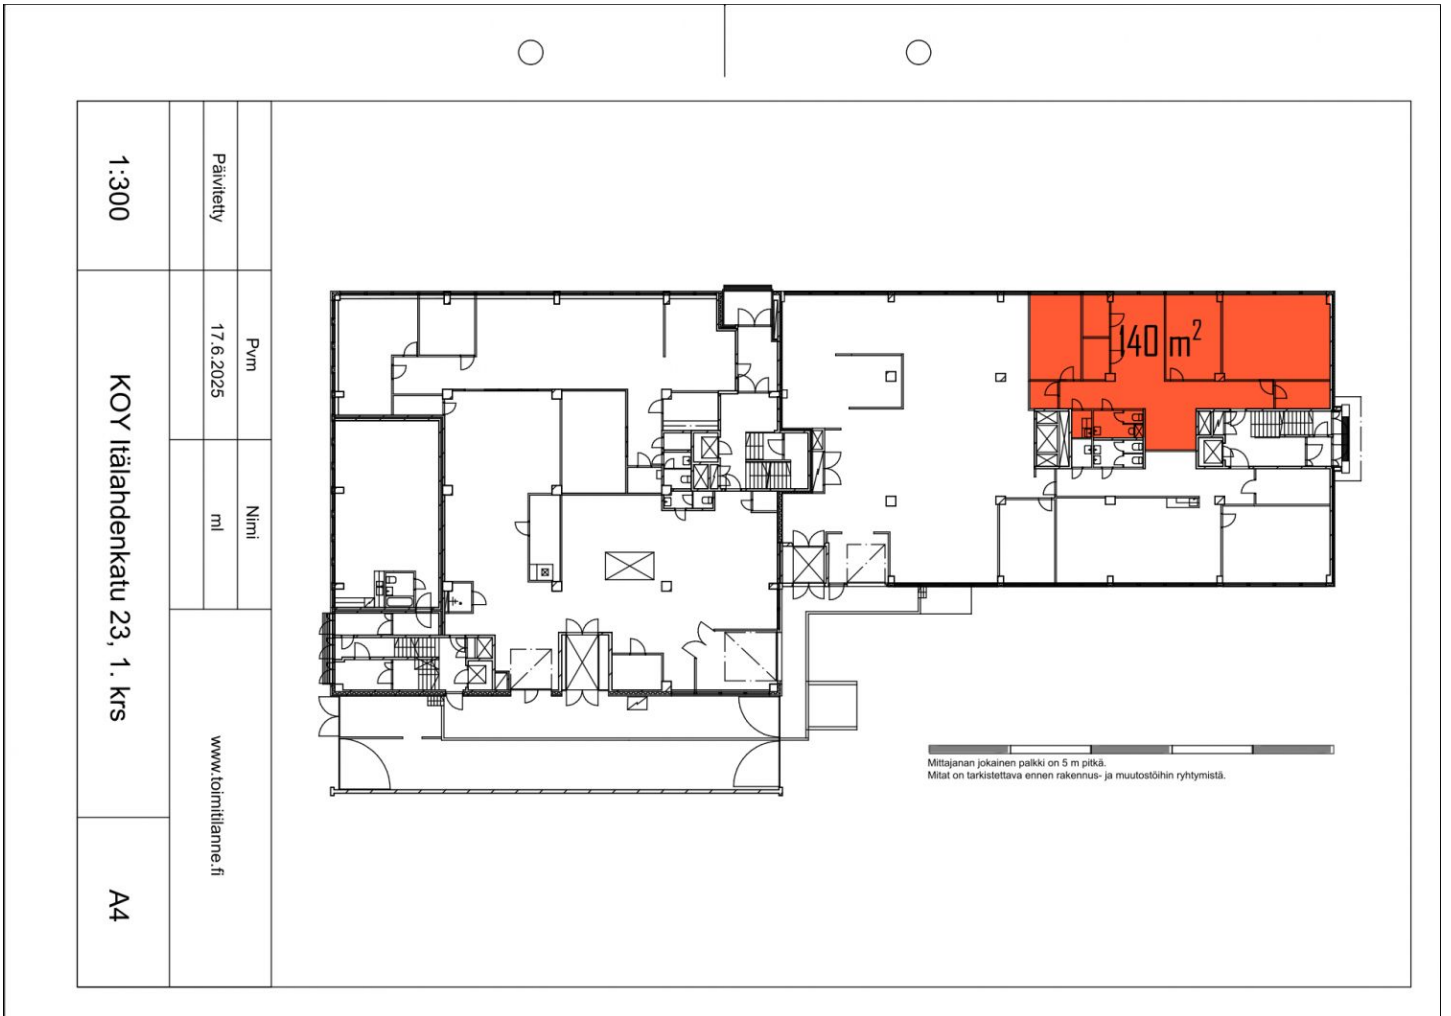 1:300
KOY Itälahdenkatu 23, 1. krs
A4
Päivitetty
17.6.2025
ml
Pvm
Nimi
www.toimitilanne.fi
140 m²
Mittajanan jokainen palkki on 5 m pitkä.
Mitat on tarkistettava ennen rakennus- ja muutostöihin ryhtymistä.